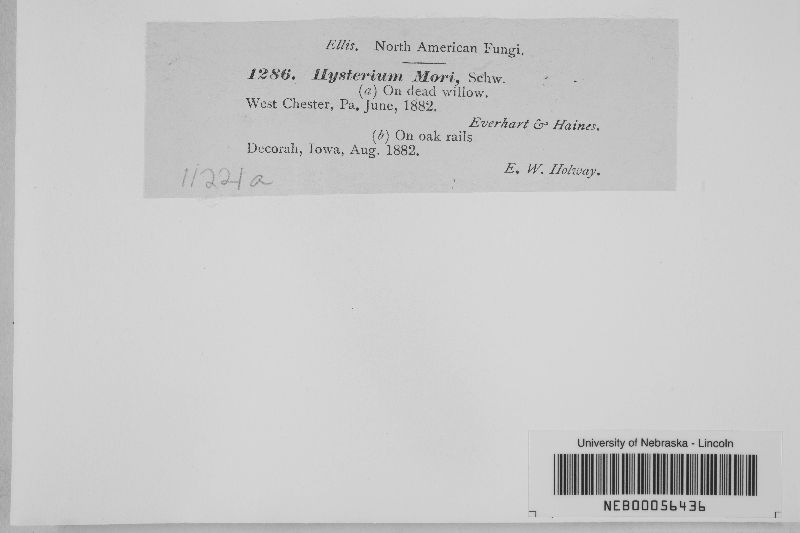 Ellis. North American Fungi.
1286. Hysterium Mori, Schw.
(a) On dead willow.
West Chester, Pa. June, 1882.
Everhart & Haines.
(b) On oak rails
Decorah, Iowa, Aug. 1882.
E. W. Holway.
11221a
University of Nebraska - Lincoln
NEB00056436